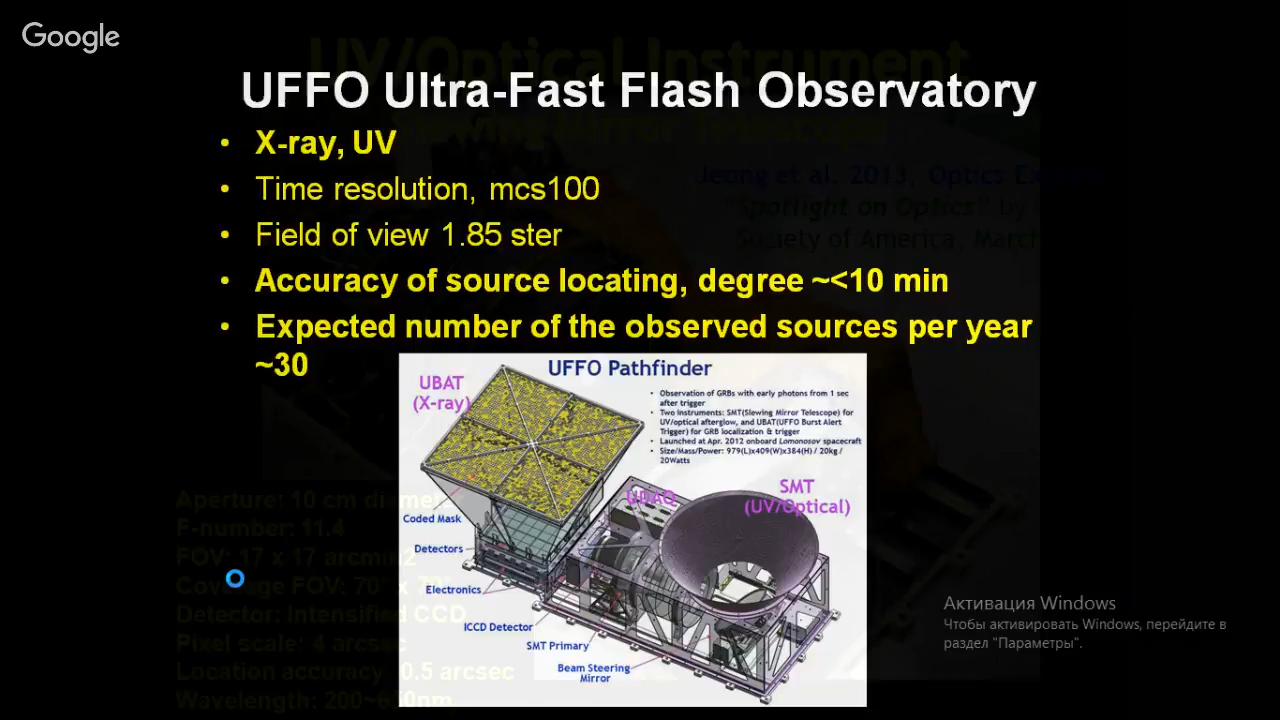 Google
UV/Optical Instrument
UFFO Ultra-Fast Flash Observatory
• X-ray, UV
• Time resolution, mcs100
• Field of view 1.85 ster
• Accuracy of source locating, degree ~<10 min
• Expected number of the observed sources per year
~30
Jeong et al. 2013, Optics
"Spotlight on Optics" by
Society of America, March
UFFO Pathfinder
UBAT
(X-ray)
• Observation of GRBs with early photons from 1 sec
after trigger
• Two instruments: SMT(Slewing Mirror Telescope) for
UV/optical afterglow, and UBAT(UFFO Burst Alert
Trigger) for GRB localization & trigger
• Launched at Apr. 2012 onboard Lomonosov spacecraft
• Size/Mass/Power: 979(L)x409(W)x384(H) / 20kg /
20Watts
UDAQ
SMT
(UV/Optical)
Coded Mask
Detectors
Electronics
ICCD Detector
SMT Primary
Beam Steering
Mirror
Aperture: 10 cm diameter
F-number: 11.4
FOV: 17 x 17 arcmin2
Coverage FOV: 70° x 70°
Detector: Intensified CCD
Pixel scale: 4 arcsec
Location accuracy 0.5 arcsec
Wavelength: 200~650nm
Активация Windows
Чтобы активировать Windows, перейдите в
раздел "Параметры".